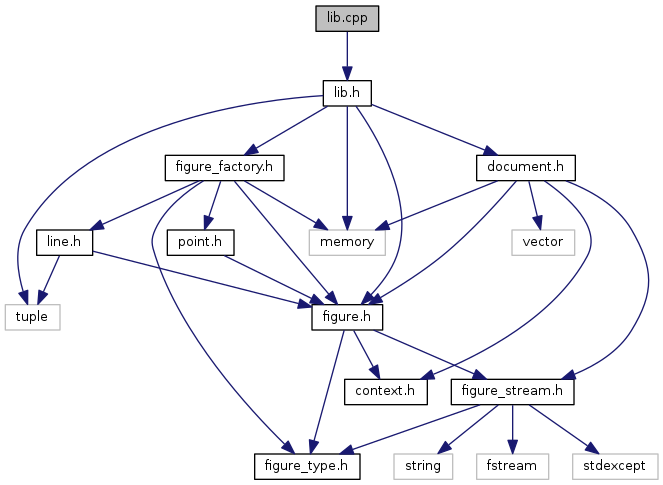 lib.cpp
lib.h
figure_factory.h
document.h
line.h
point.h
memory
vector
tuple
figure.h
context.h
figure_stream.h
figure_type.h
string
fstream
stdexcept